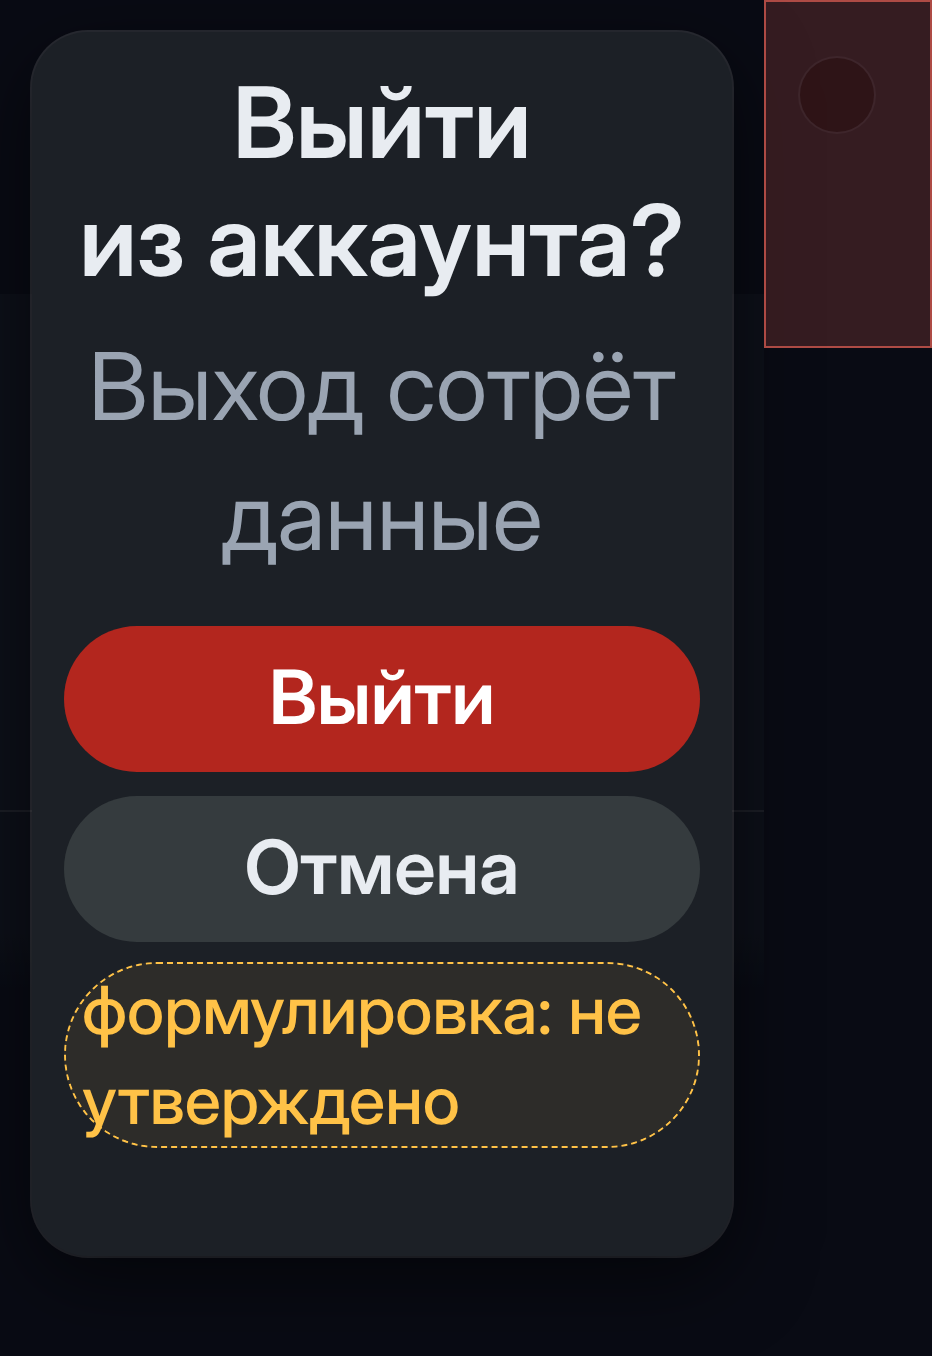 Выйти
из аккаунта?
Выход сотрёт
данные
Выйти
Отмена
формулировка: не
утверждено